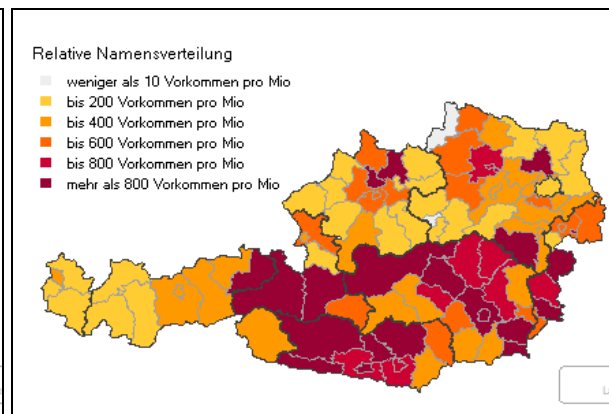 Relative Namensverteilung
weniger als 10 Vorkommen pro Mio
bis 200 Vorkommen pro Mio
bis 400 Vorkommen pro Mio
bis 600 Vorkommen pro Mio
bis 800 Vorkommen pro Mio
mehr als 800 Vorkommen pro Mio